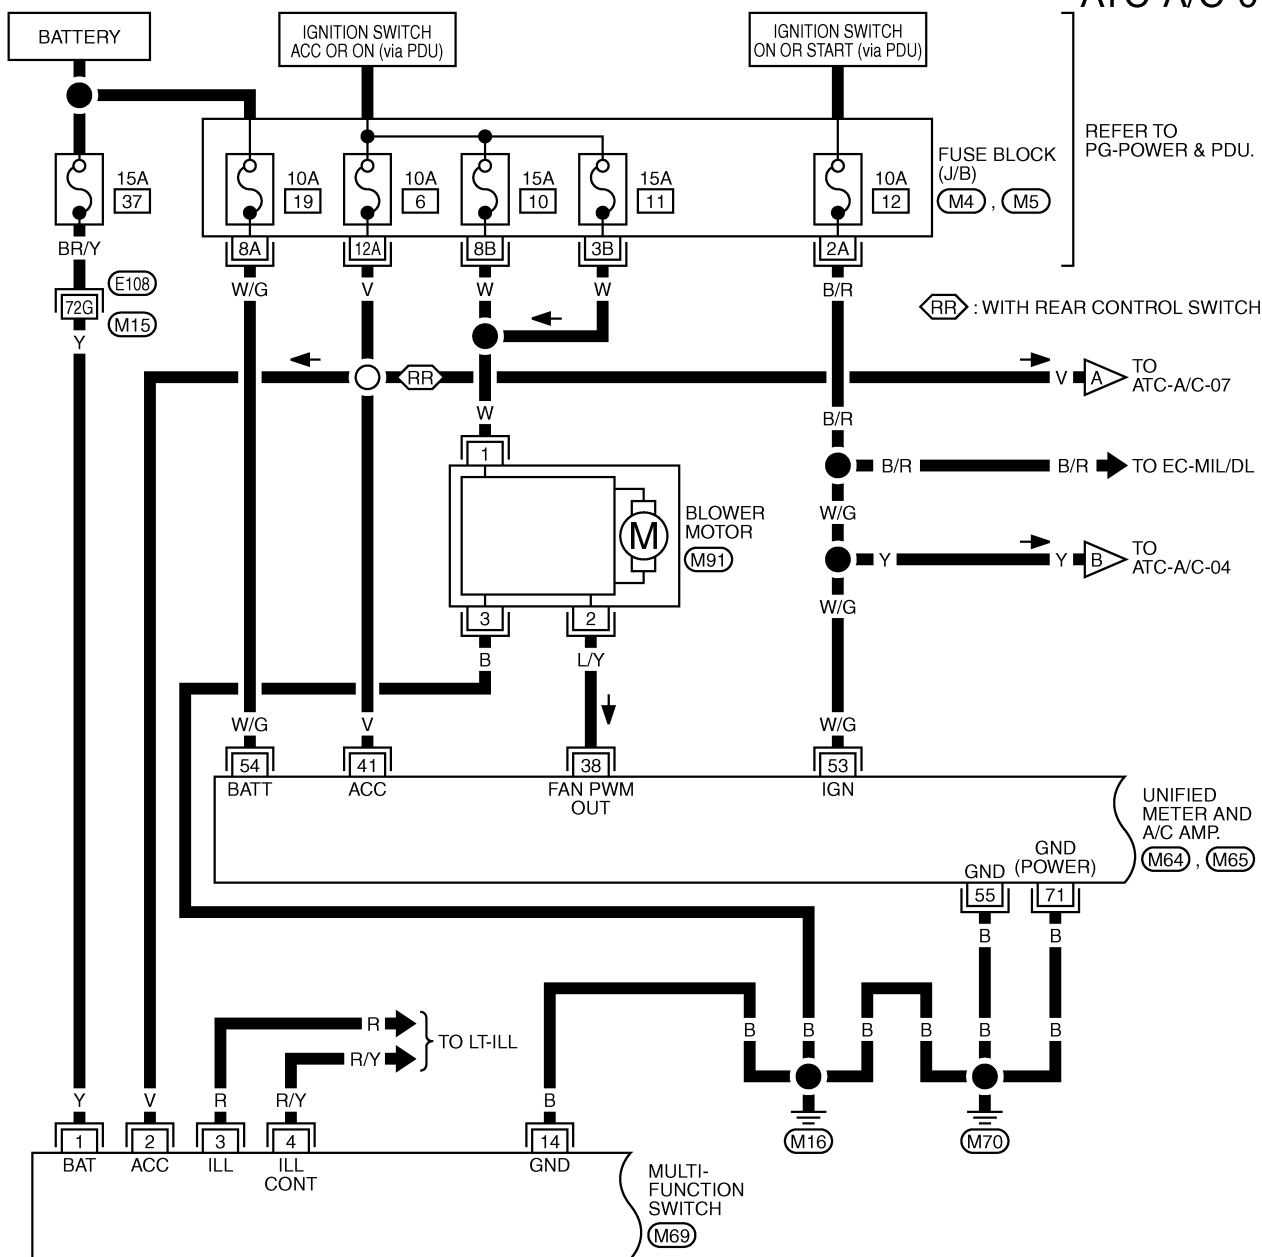 BATTERY
IGNITION SWITCH
ACC OR ON (via PDU)
IGNITION SWITCH
ON OR START (via PDU)
REFER TO
PG-POWER & PDU.
15A
37
10A
19
10A
6
15A
10
15A
11
10A
12
FUSE BLOCK
(J/B)
M4 , M5
BR/Y
8A
12A
8B
3B
2A
E108
72G
M15
W/G
V
W
W
B/R
RR : WITH REAR CONTROL SWITCH
Y
RR
V
A
TO
ATC-A/C-07
W
B/R
1
B/R
B/R
TO EC-MIL/DL
BLOWER
MOTOR
M91
M
W/G
Y
Y
B
TO
ATC-A/C-04
W/G
3
2
B
L/Y
W/G
V
W/G
54
41
38
53
BATT
ACC
FAN PWM
OUT
IGN
UNIFIED
METER AND
A/C AMP.
M64 , M65
GND
GND
(POWER)
55
71
B
B
R
R/Y
TO LT-ILL
B
B
B
B
B
B
Y
V
R
R/Y
B
1
2
3
4
14
M16
M70
BAT
ACC
ILL
ILL
CONT
GND
MULTI-
FUNCTION
SWITCH
M69